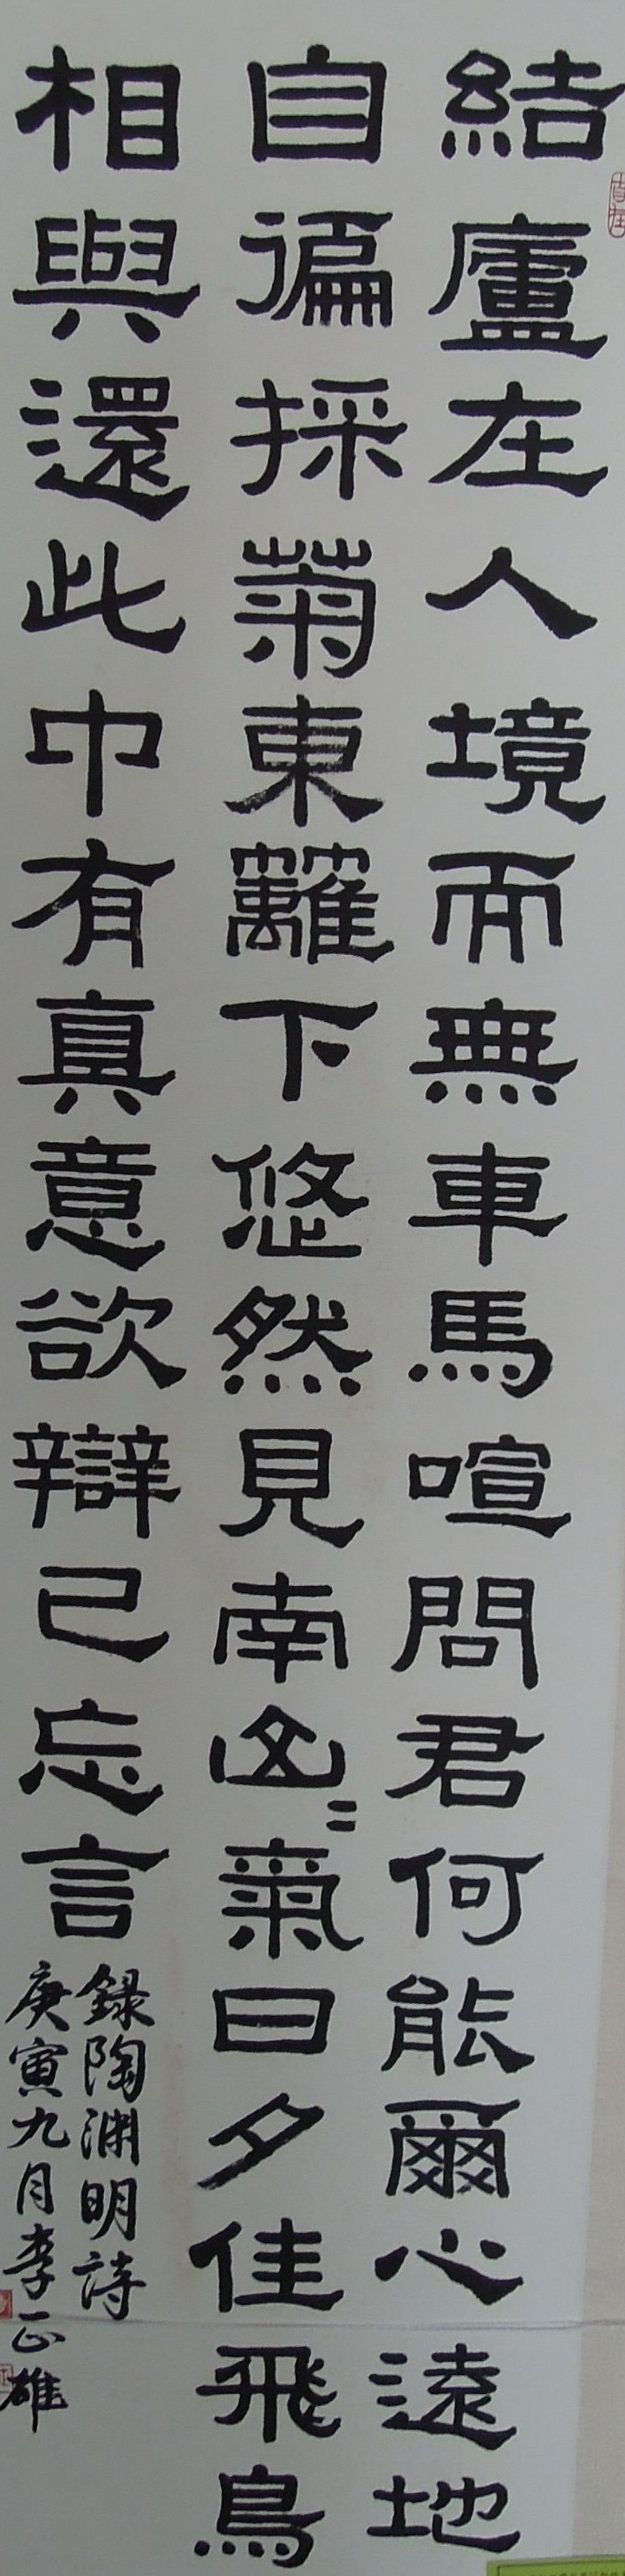 結廬在人境而無車馬喧問君何能爾心遠地
自徧採菊東籬下悠然見南山〻氣日夕佳飛鳥
相與還此中有真意欲辯已忘言
錄陶淵明詩
庚寅九月李正雄